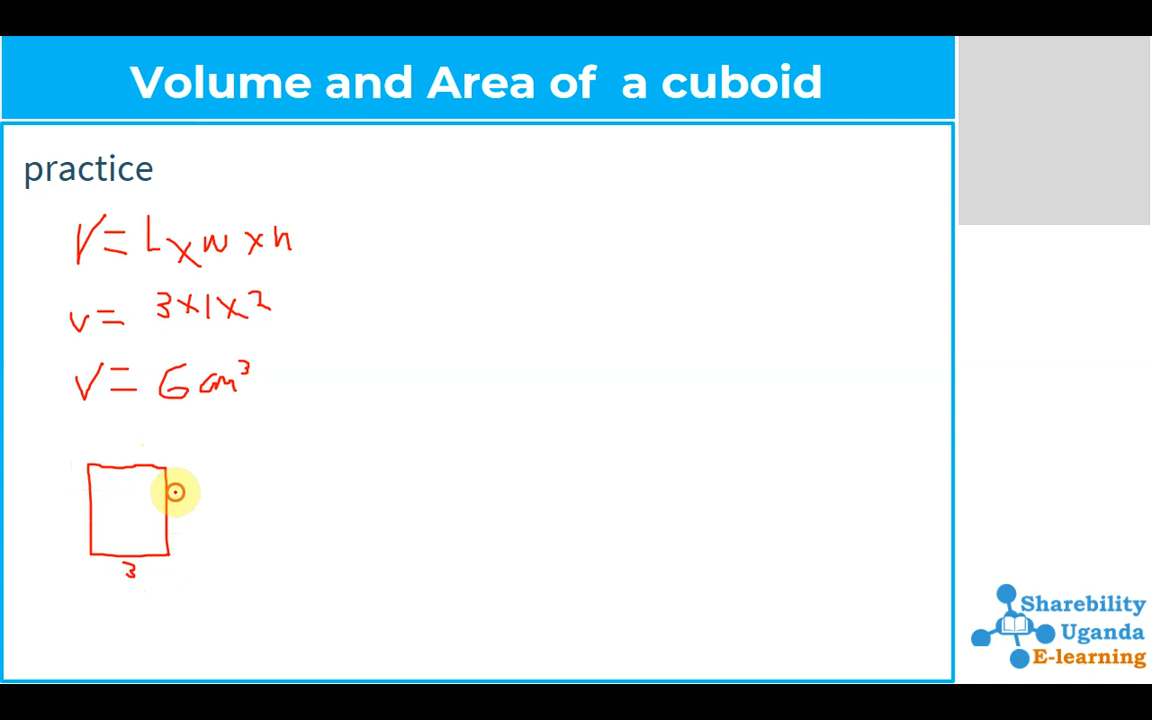 Volume and Area of a cuboid
practice
V = L x w x h
v = 3 x 1 x 2
V = 6 cm³
3
Sharebility
Uganda
E-learning